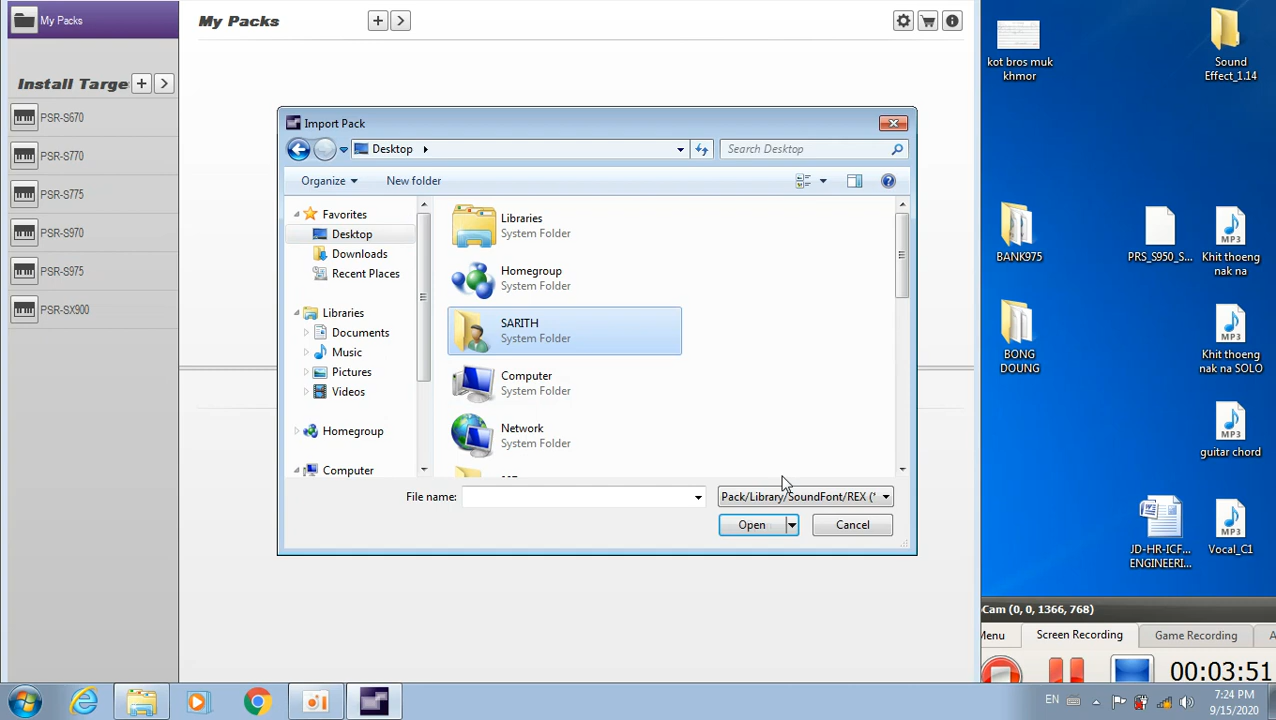 My Packs
My Packs
Install Targe
PSR-S670
PSR-S770
PSR-S775
PSR-S970
PSR-S975
PSR-SX900
Import Pack
Desktop
Search Desktop
Organize
New folder
Favorites
Desktop
Downloads
Recent Places
Libraries
Documents
Music
Pictures
Videos
Homegroup
Computer
Libraries
System Folder
Homegroup
System Folder
SARITH
System Folder
Computer
System Folder
Network
System Folder
File name:
Pack/Library/SoundFont/REX (*
Open
Cancel
kot bros muk
khmor
Sound
Effect_1.14
BANK975
PRS_S950_S...
MP3
Khit thoeng
nak na
BONG
DOUNG
MP3
Khit thoeng
nak na SOLO
MP3
guitar chord
JD-HR-ICF...
ENGINEERI...
MP3
Vocal_C1
Cam (0, 0, 1366, 768)
Menu
Screen Recording
Game Recording
A
00:03:51
EN
7:24 PM
9/15/2020